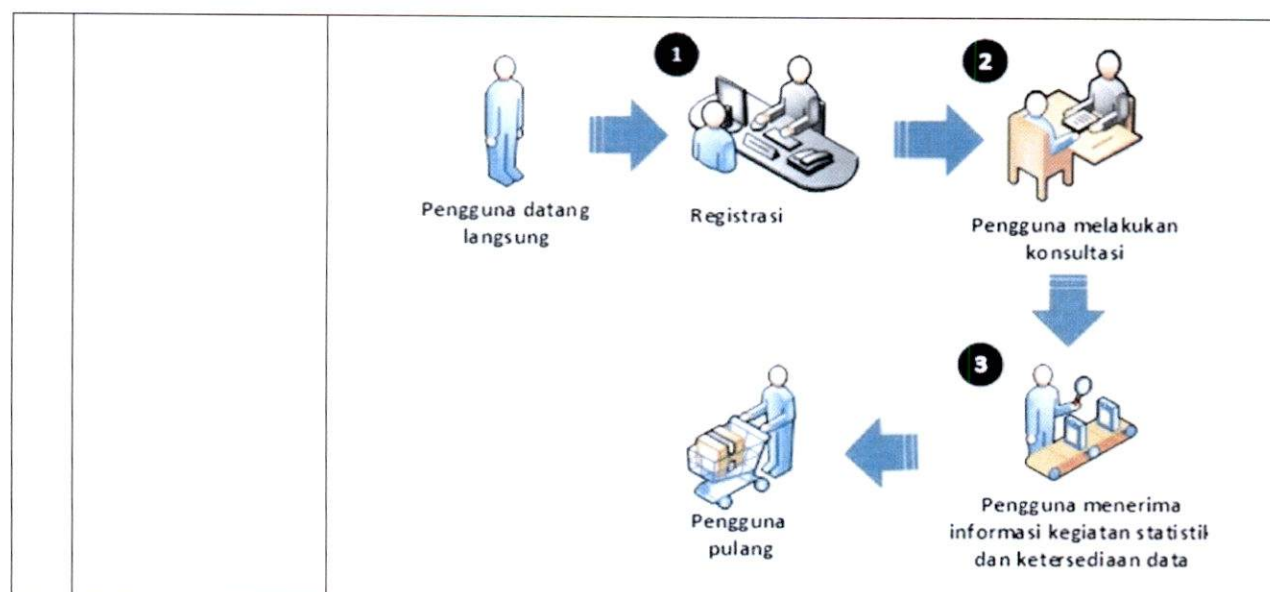 Pengguna datang
langsung
1
Registrasi
2
Pengguna melakukan
konsultasi
3
Pengguna menerima
informasi kegiatan statistik
dan ketersediaan data
Pengguna
pulang